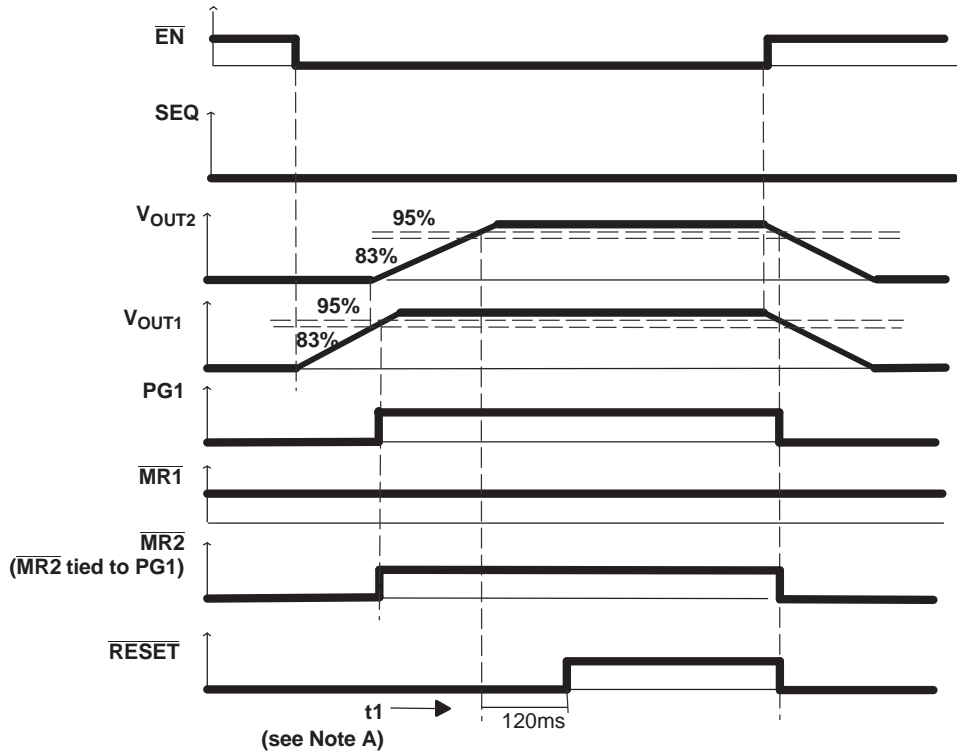 EN
SEQ
VOUT2
95%
83%
VOUT1
95%
83%
PG1
MR1
MR2
(MR2 tied to PG1)
RESET
t1
(see Note A)
120ms